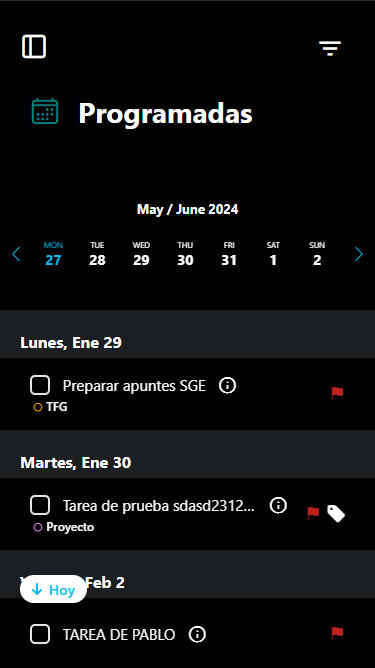 Programadas
May / June 2024
MON TUE WED THU FRI SAT SUN
27 28 29 30 31 1 2
Lunes, Ene 29
Preparar apuntes SGE
TFG
Martes, Ene 30
Tarea de prueba sdasd2312...
Proyecto
Feb 2
Hoy
TAREA DE PABLO